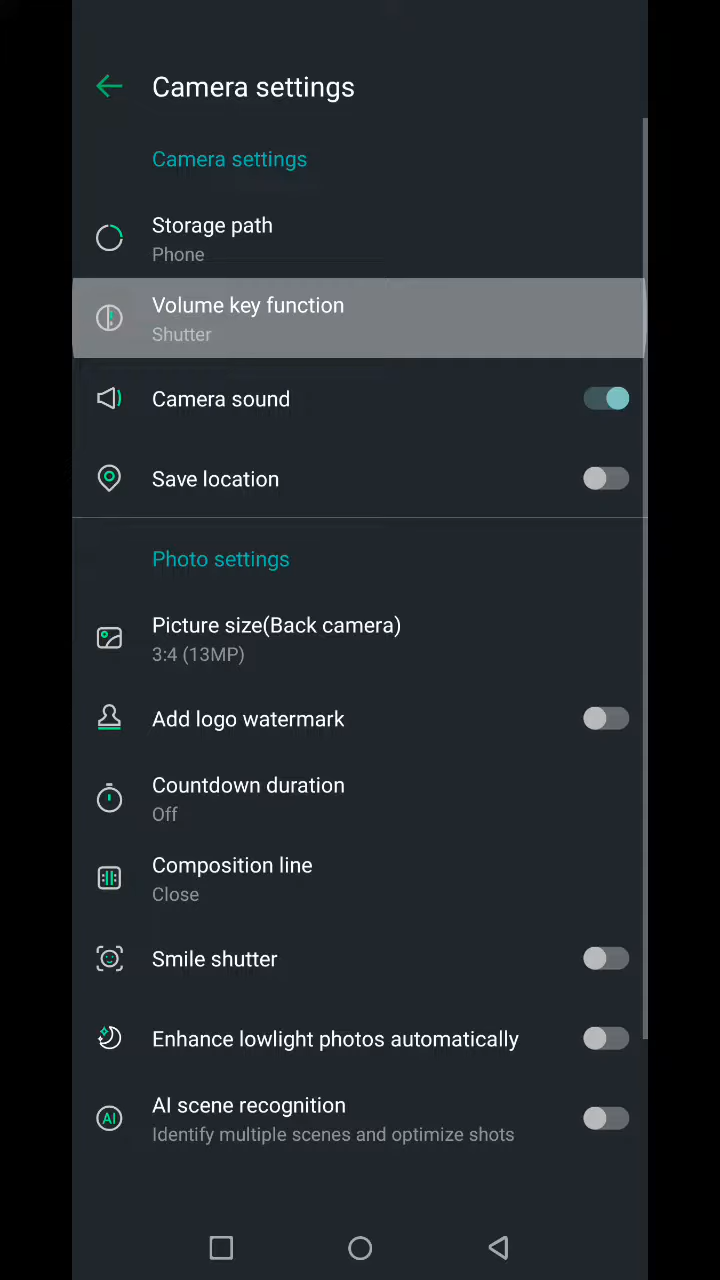 Camera settings
Camera settings
Storage path
Phone
Volume key function
Shutter
Camera sound
Save location
Photo settings
Picture size(Back camera)
3:4 (13MP)
Add logo watermark
Countdown duration
Off
Composition line
Close
Smile shutter
Enhance lowlight photos automatically
AI
AI scene recognition
Identify multiple scenes and optimize shots